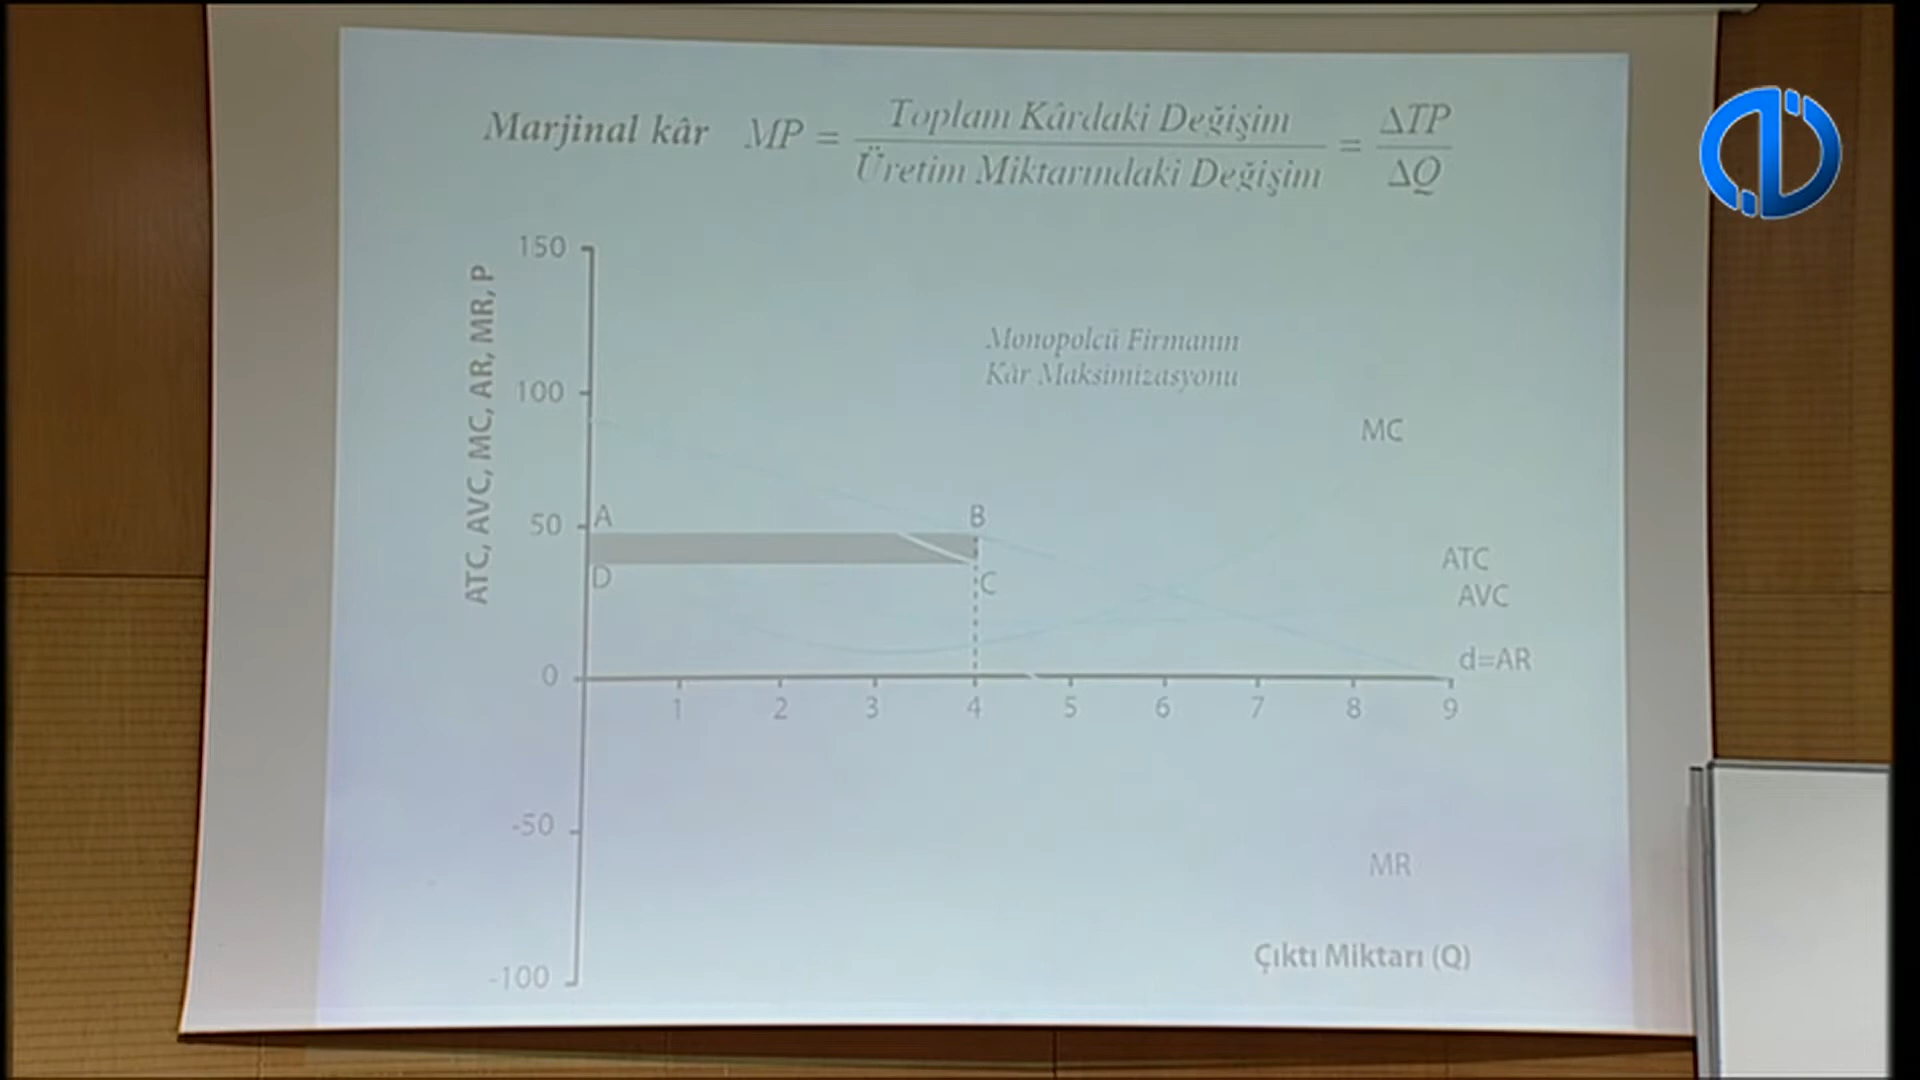 Marjinal kâr MP = Toplam Kârdaki Değişim / Üretim Miktarındaki Değişim = ΔTP / ΔQ
150
100
50
0
-50
-100
ATC, AVC, MC, AR, MR, P
Monopolcü Firmanın
Kâr Maksimizasyonu
MC
A
B
ATC
D
C
AVC
d=AR
1 2 3 4 5 6 7 8 9
MR
Çıktı Miktarı (Q)